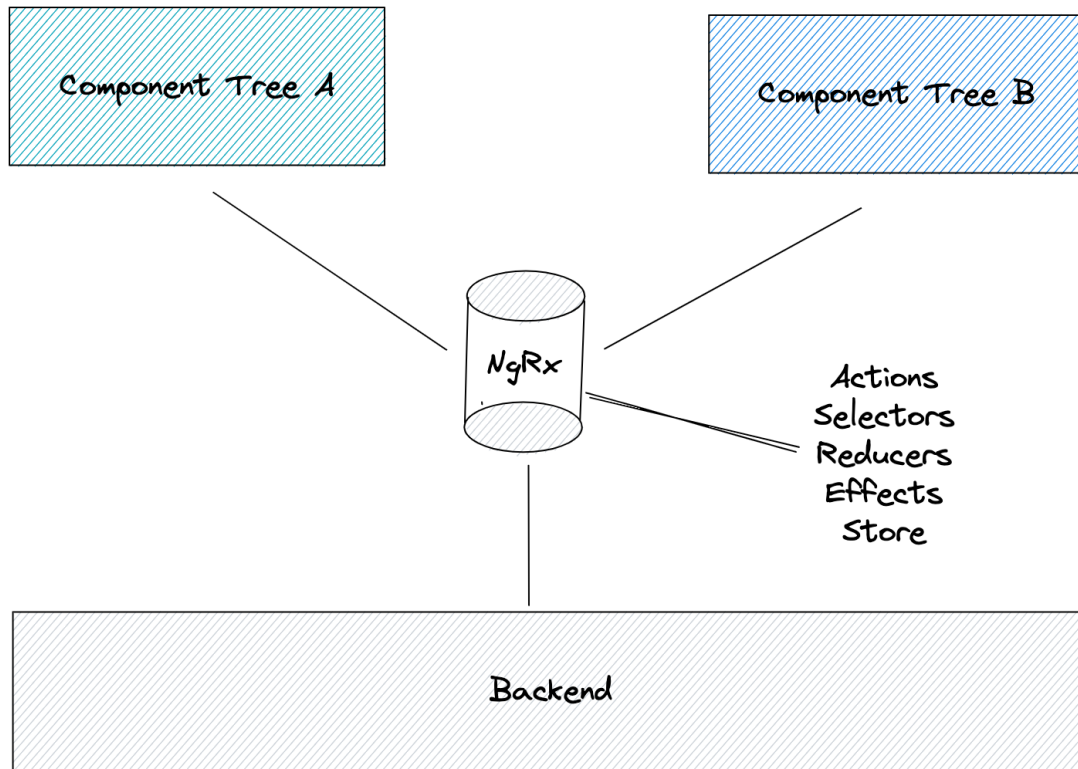 Component Tree A
Component Tree B
NgRx
Actions
Selectors
Reducers
Effects
Store
Backend